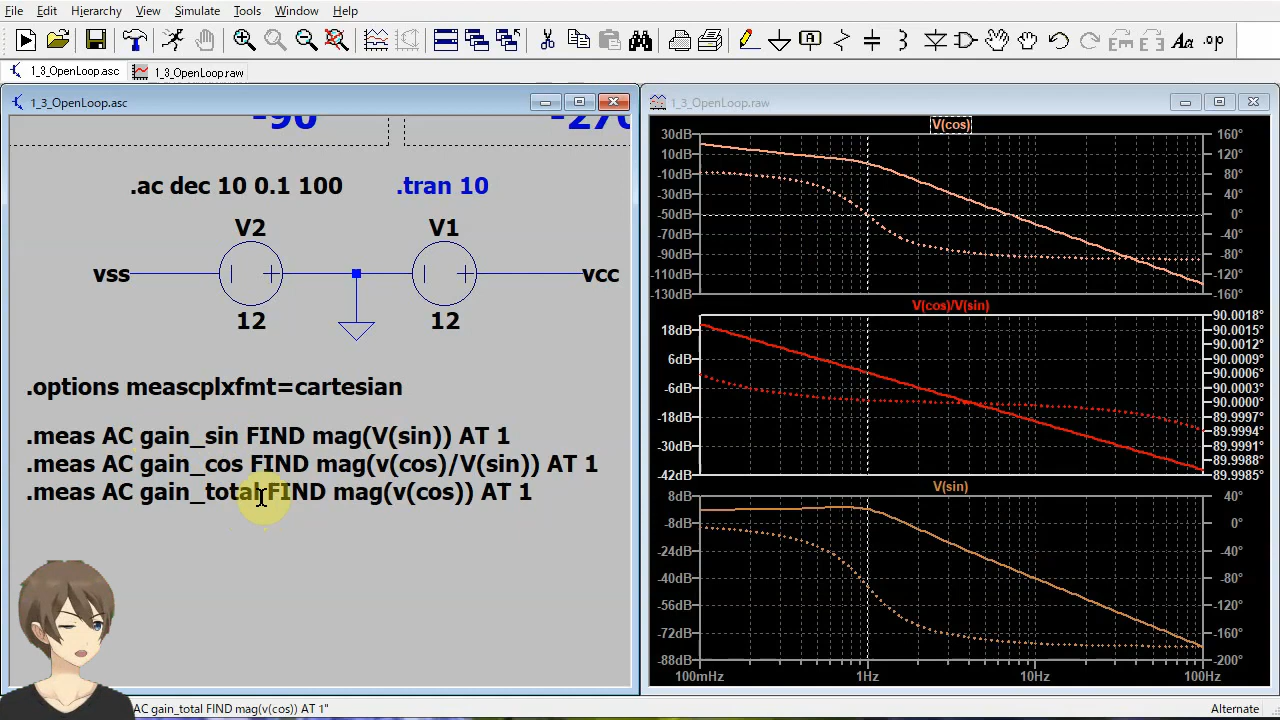 File Edit Hierarchy View Simulate Tools Window Help
Aa .op
1_3_OpenLoop.asc 1_3_OpenLoop.raw
1_3_OpenLoop.asc
-90 -270
.ac dec 10 0.1 100 .tran 10
V2 V1
vss vcc
12 12
.options meascplxfmt=cartesian
.meas AC gain_sin FIND mag(V(sin)) AT 1
.meas AC gain_cos FIND mag(v(cos)/V(sin)) AT 1
.meas AC gain_total FIND mag(v(cos)) AT 1
1_3_OpenLoop.raw
V(cos)
30dB 160°
10dB 120°
-10dB 80°
-30dB 40°
-50dB 0°
-70dB -40°
-90dB -80°
-110dB -120°
-130dB -160°
V(cos)/V(sin)
90.0018°
18dB 90.0015°
90.0012°
6dB 90.0009°
90.0006°
-6dB 90.0003°
90.0000°
-18dB 89.9997°
89.9994°
-30dB 89.9991°
89.9988°
-42dB 89.9985°
V(sin)
8dB 40°
-8dB 0°
-24dB -40°
-40dB -80°
-56dB -120°
-72dB -160°
-88dB -200°
100mHz 1Hz 10Hz 100Hz
AC gain_total FIND mag(v(cos)) AT 1" Alternate